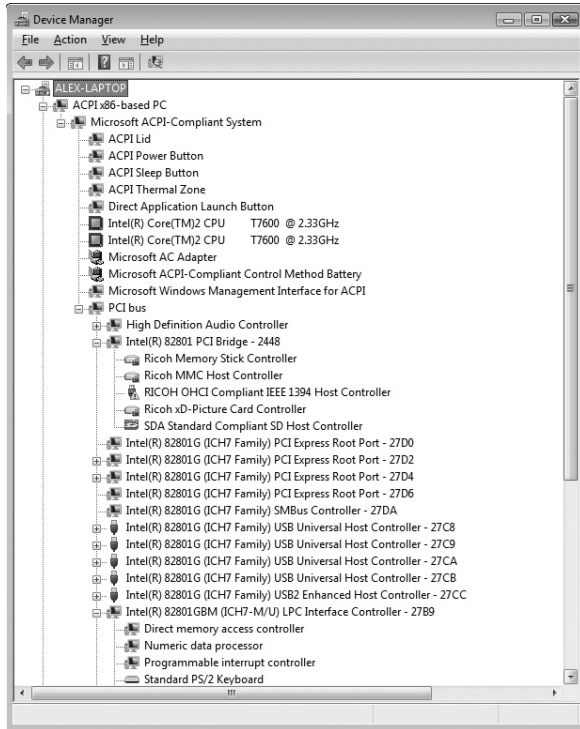 Device Manager
File Action View Help
ALEX-LAPTOP
ACPI x86-based PC
Microsoft ACPI-Compliant System
ACPI Lid
ACPI Power Button
ACPI Sleep Button
ACPI Thermal Zone
Direct Application Launch Button
Intel(R) Core(TM)2 CPU T7600 @ 2.33GHz
Intel(R) Core(TM)2 CPU T7600 @ 2.33GHz
Microsoft AC Adapter
Microsoft ACPI-Compliant Control Method Battery
Microsoft Windows Management Interface for ACPI
PCI bus
High Definition Audio Controller
Intel(R) 82801 PCI Bridge - 2448
Ricoh Memory Stick Controller
Ricoh MMC Host Controller
RICOH OHCI Compliant IEEE 1394 Host Controller
Ricoh xD-Picture Card Controller
SDA Standard Compliant SD Host Controller
Intel(R) 82801G (ICH7 Family) PCI Express Root Port - 27D0
Intel(R) 82801G (ICH7 Family) PCI Express Root Port - 27D2
Intel(R) 82801G (ICH7 Family) PCI Express Root Port - 27D4
Intel(R) 82801G (ICH7 Family) PCI Express Root Port - 27D6
Intel(R) 82801G (ICH7 Family) SMBus Controller - 27DA
Intel(R) 82801G (ICH7 Family) USB Universal Host Controller - 27C8
Intel(R) 82801G (ICH7 Family) USB Universal Host Controller - 27C9
Intel(R) 82801G (ICH7 Family) USB Universal Host Controller - 27CA
Intel(R) 82801G (ICH7 Family) USB Universal Host Controller - 27CB
Intel(R) 82801G (ICH7 Family) USB2 Enhanced Host Controller - 27CC
Intel(R) 82801GBM (ICH7-M/U) LPC Interface Controller - 27B9
Direct memory access controller
Numeric data processor
Programmable interrupt controller
Standard PS/2 Keyboard